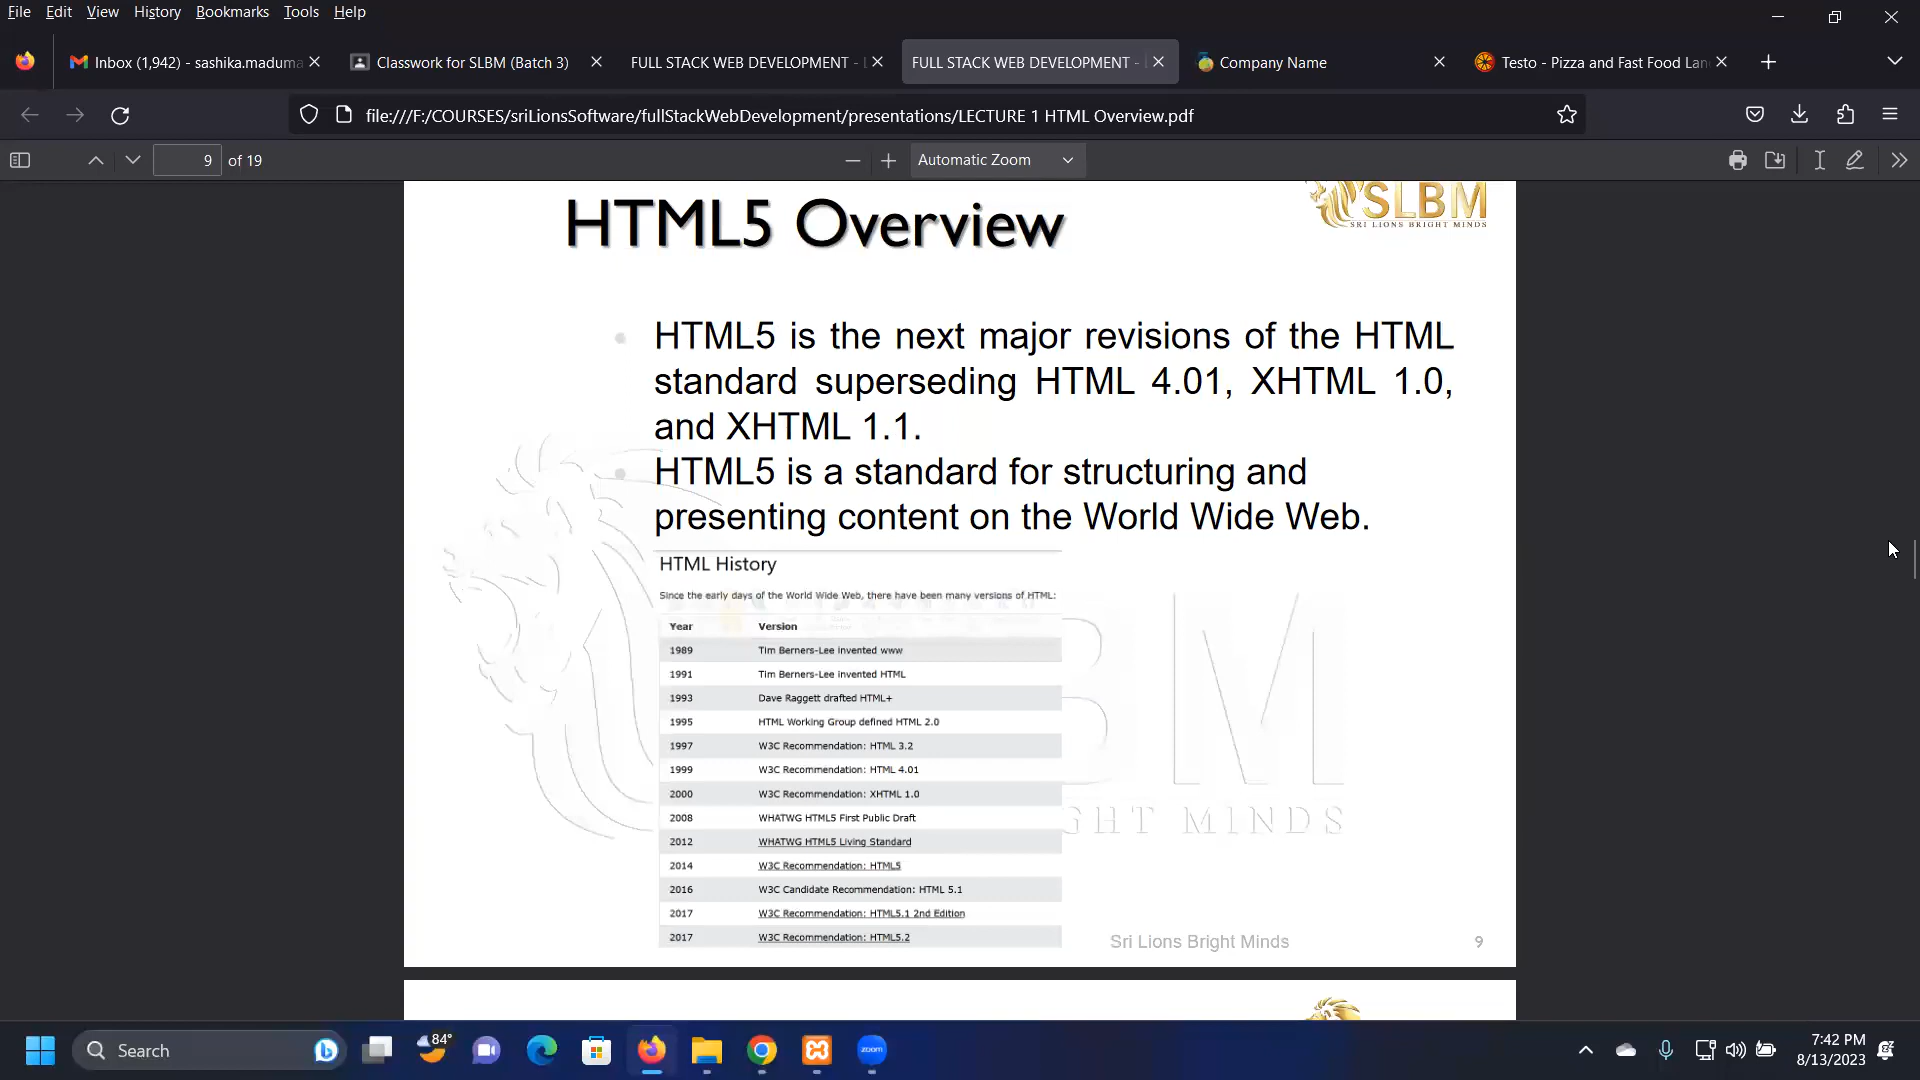 File Edit View History Bookmarks Tools Help
Inbox (1,942) - sashika.maduma
Classwork for SLBM (Batch 3)
FULL STACK WEB DEVELOPMENT - L
FULL STACK WEB DEVELOPMENT - L
Company Name
Testo - Pizza and Fast Food Lan
file:///F:/COURSES/sriLionsSoftware/fullStackWebDevelopment/presentations/LECTURE 1 HTML Overview.pdf
9 of 19
Automatic Zoom
SLBM
SRI LIONS BRIGHT MINDS
HTML5 Overview
HTML5 is the next major revisions of the HTML
standard superseding HTML 4.01, XHTML 1.0,
and XHTML 1.1.
HTML5 is a standard for structuring and
presenting content on the World Wide Web.
HTML History
Since the early days of the World Wide Web, there have been many versions of HTML:
Year Version
1989 Tim Berners-Lee invented www
1991 Tim Berners-Lee invented HTML
1993 Dave Raggett drafted HTML+
1995 HTML Working Group defined HTML 2.0
1997 W3C Recommendation: HTML 3.2
1999 W3C Recommendation: HTML 4.01
2000 W3C Recommendation: XHTML 1.0
2008 WHATWG HTML5 First Public Draft
2012 WHATWG HTML5 Living Standard
2014 W3C Recommendation: HTML5
2016 W3C Candidate Recommendation: HTML 5.1
2017 W3C Recommendation: HTML5.1 2nd Edition
2017 W3C Recommendation: HTML5.2
BM
GHT MINDS
Sri Lions Bright Minds 9
Search
84°
zoom
7:42 PM
8/13/2023